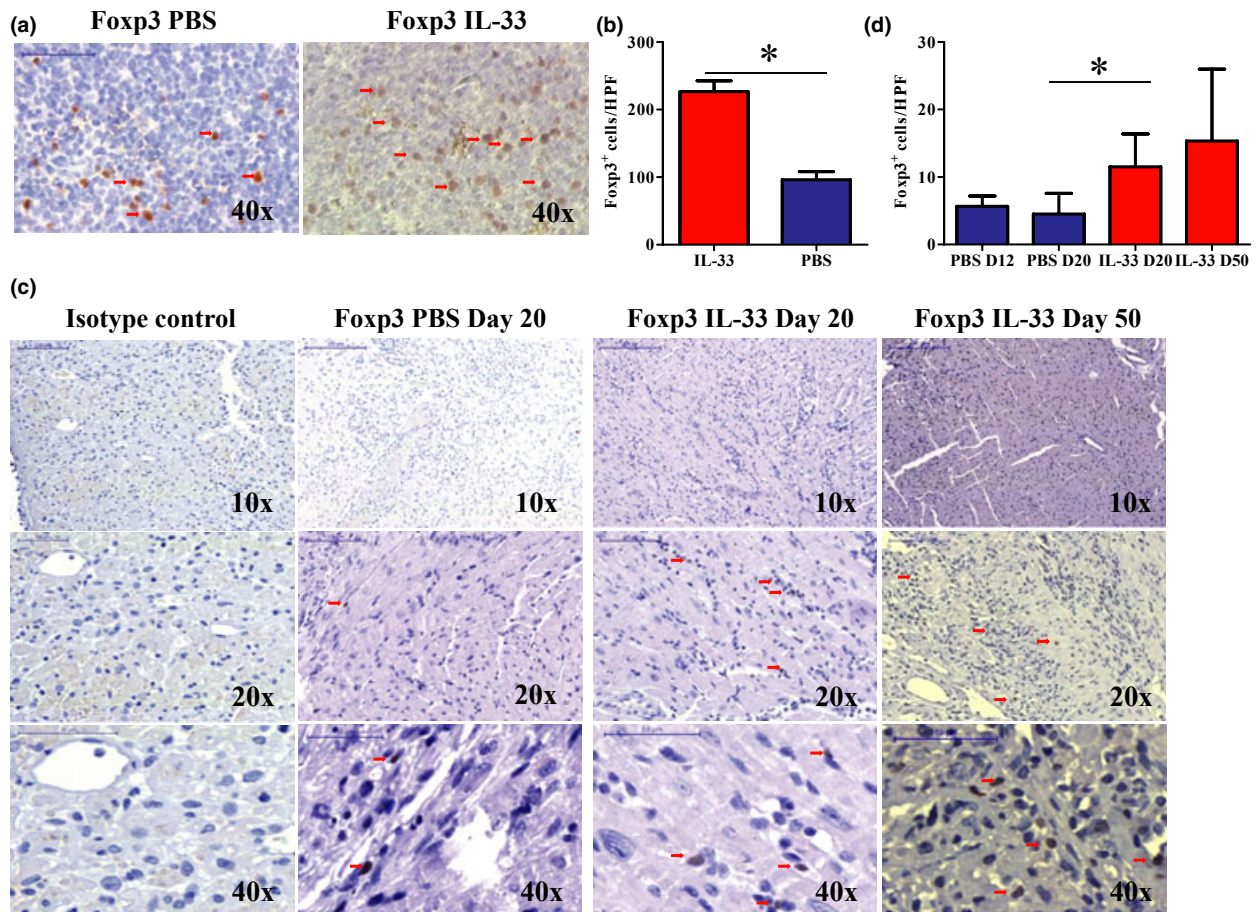 (a)
Foxp3 PBS
Foxp3 IL-33
40x
40x
(b)
Foxp3+ cells/HPF
300
200
100
0
*
IL-33
PBS
(d)
Foxp3+ cells/HPF
30
20
10
0
*
PBS D12
PBS D20
IL-33 D20
IL-33 D50
(c)
Isotype control
Foxp3 PBS Day 20
Foxp3 IL-33 Day 20
Foxp3 IL-33 Day 50
10x
10x
10x
10x
20x
20x
20x
20x
40x
40x
40x
40x